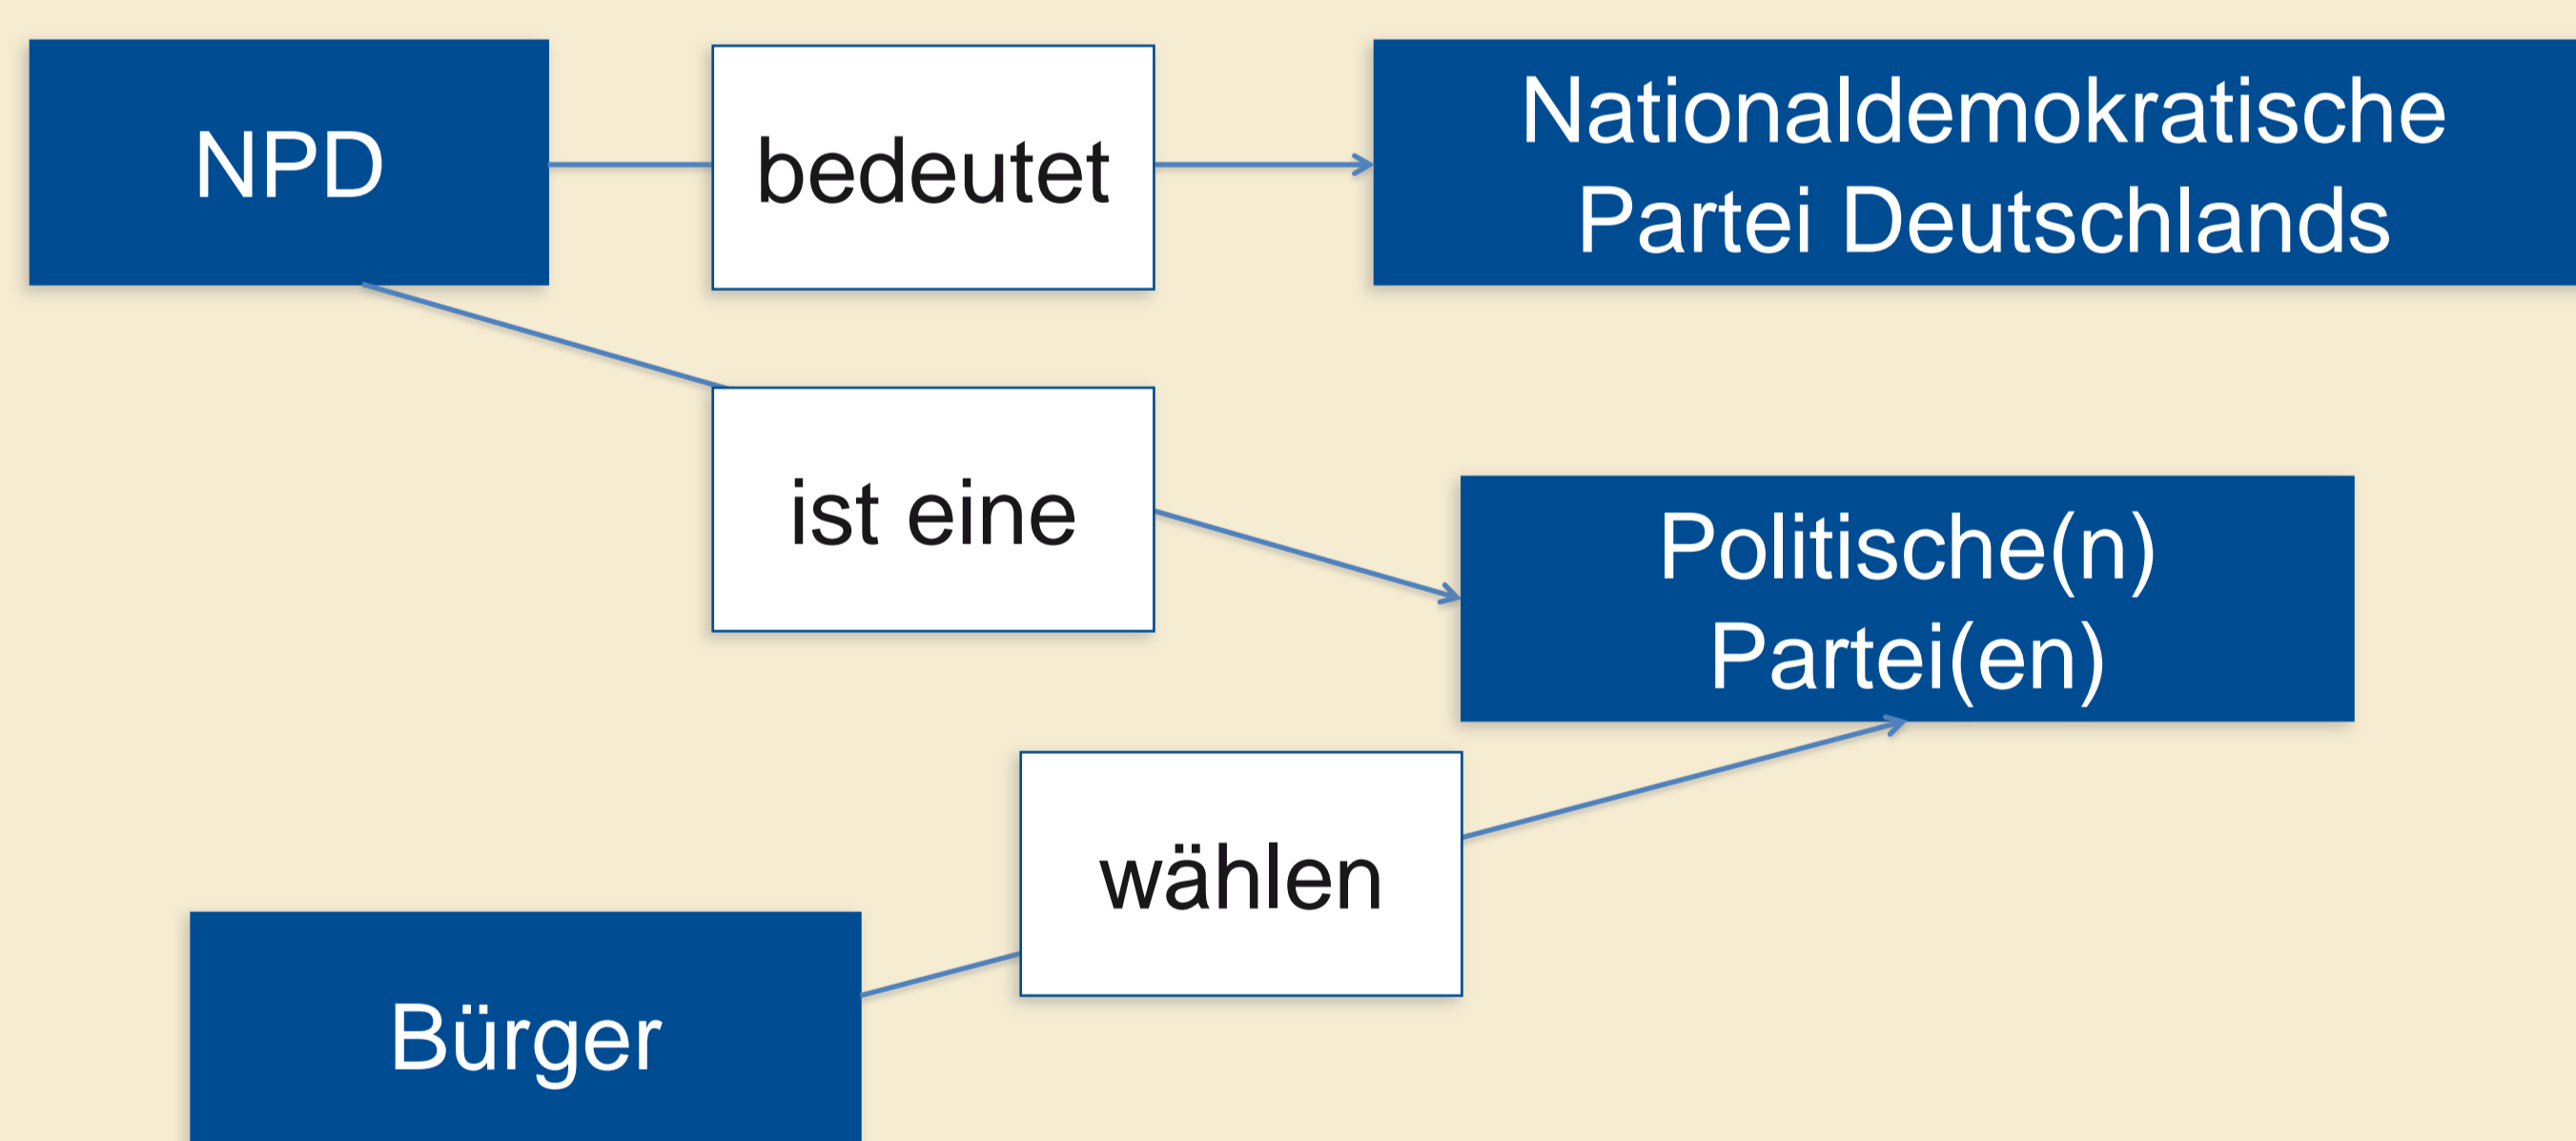 NPD
bedeutet
Nationaldemokratische
Partei Deutschlands
ist eine
Politische(n)
Partei(en)
wählen
Bürger